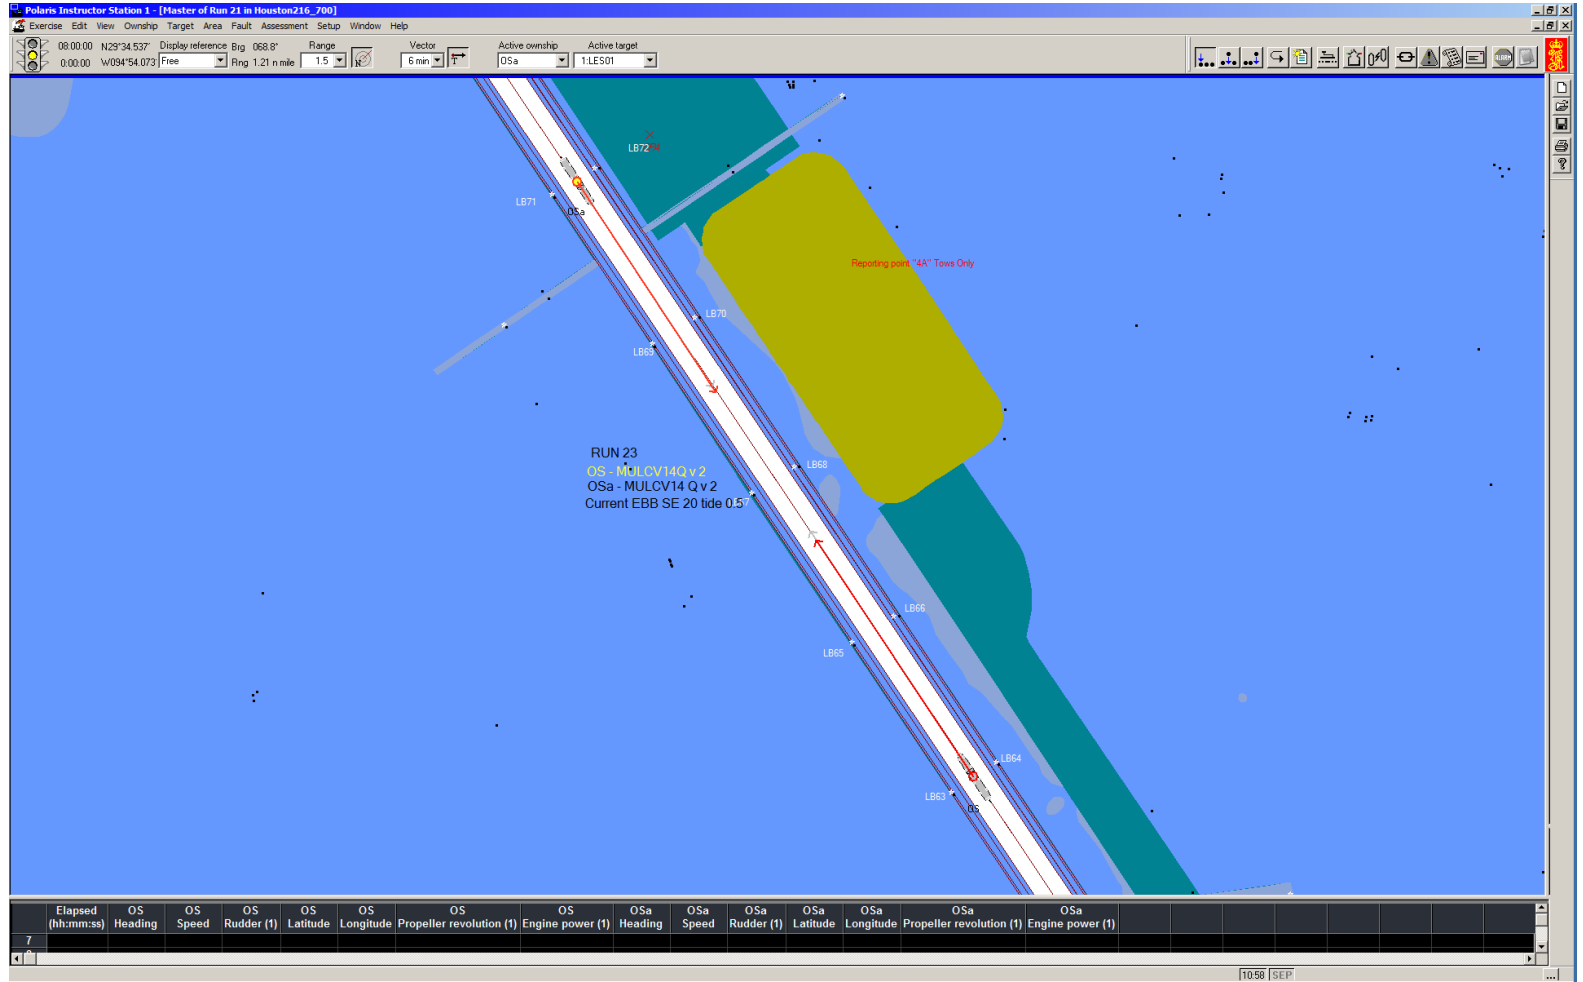 Polaris Instructor Station 1 - [Master of Run 21 in Houston216_700]
Exercise Edit View Ownship Target Area Fault Assessment Setup Window Help
08:00:00 N29°34.537' Display reference Brg 068.8° Range Vector Active ownship Active target
0:00:00 W094°54.073' Free Rng 1.21 n mile 1.5 6 min OSa 1:LES01
LB72
LB71
OSa
Reporting point "4A" Tows Only
LB70
LB69
RUN 23
OS - MULCV14Q v 2
LB68
OSa - MULCV14 Q v 2
Current EBB SE 20 tide 0.5
LB66
LB65
LB64
LB63
OS
Elapsed OS OS OS OS OS OS OS OSa OSa OSa OSa OSa OSa OSa
(hh:mm:ss) Heading Speed Rudder (1) Latitude Longitude Propeller revolution (1) Engine power (1) Heading Speed Rudder (1) Latitude Longitude Propeller revolution (1) Engine power (1)
7
10:58 SEP